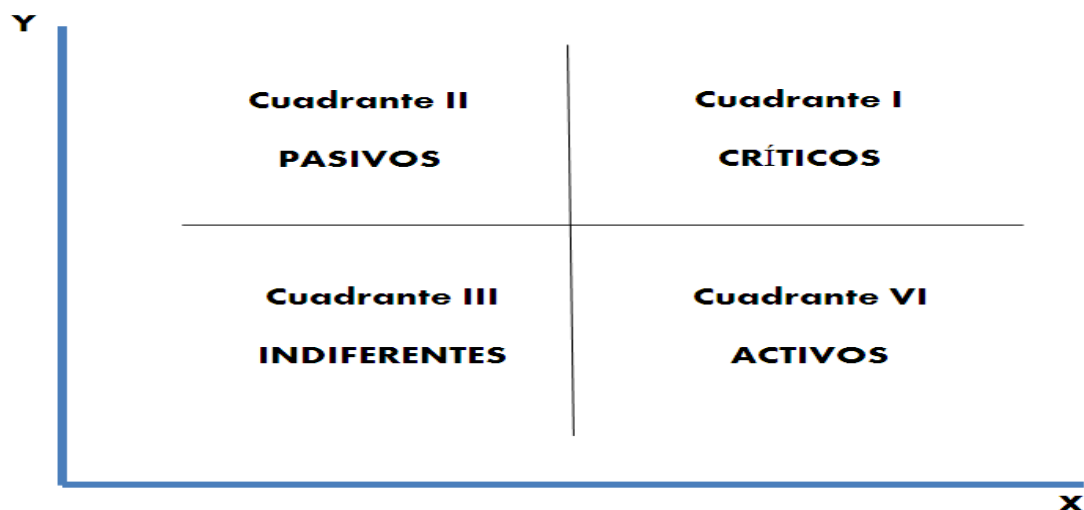 Y
Cuadrante II
PASIVOS
Cuadrante I
CRÍTICOS
Cuadrante III
INDIFERENTES
Cuadrante VI
ACTIVOS
X